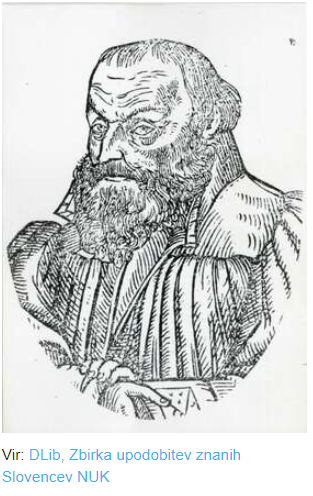 Vir: DLib, Zbirka upodobitev znanih
Slovencev NUK